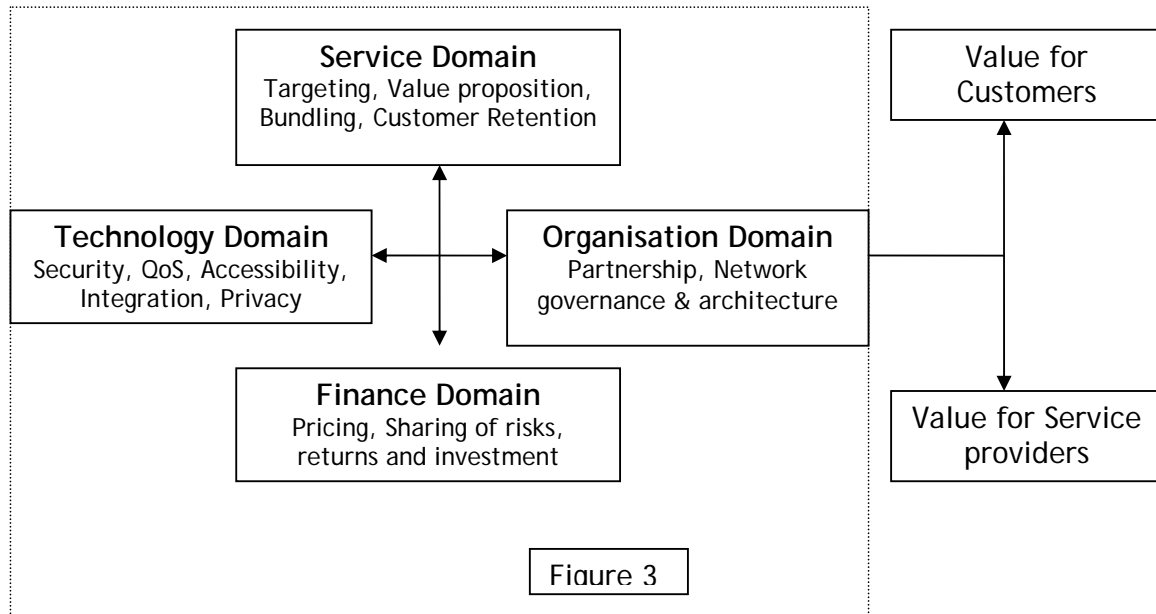 Service Domain
Targeting, Value proposition,
Bundling, Customer Retention
Value for
Customers
Technology Domain
Security, QoS, Accessibility,
Integration, Privacy
Organisation Domain
Partnership, Network
governance & architecture
Finance Domain
Pricing, Sharing of risks,
returns and investment
Value for Service
providers
Figure 3